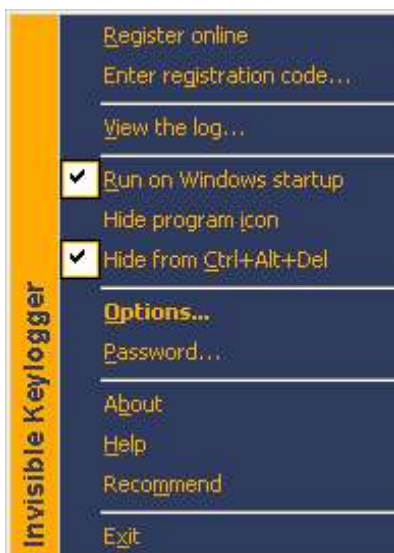 Register online
Enter registration code...
View the log...
Run on Windows startup
Hide program icon
Hide from Ctrl+Alt+Del
Options...
Password...
About
Help
Recommend
Exit
Invisible Keylogger